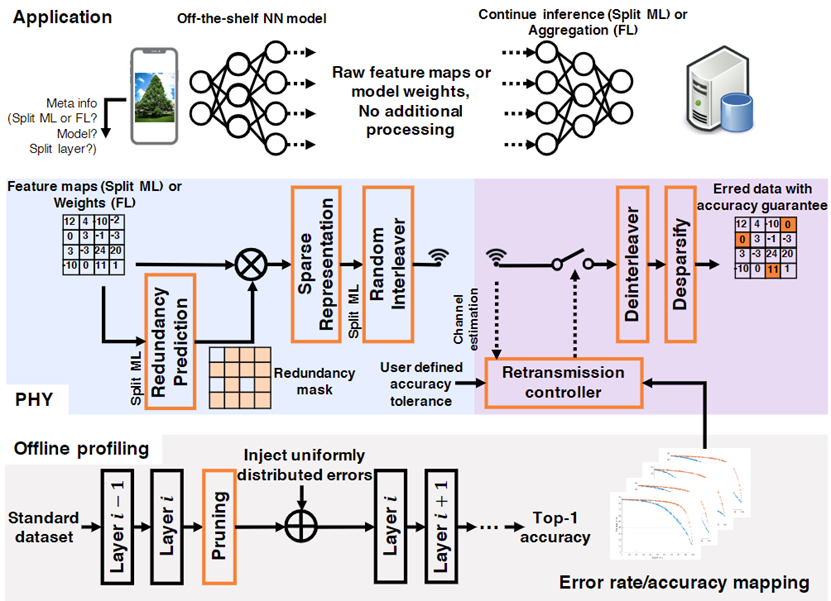 Application
Off-the-shelf NN model
Continue inference (Split ML) or
Aggregation (FL)
Meta info
(Split ML or FL?
Model?
Split layer?)
Raw feature maps or
model weights,
No additional
processing
Feature maps (Split ML) or
Weights (FL)
12 4 -10 -2
0 3 -1 -3
3 -3 24 20
-10 0 11 1
Split ML
Redundancy
Prediction
Redundancy
mask
Sparse
Representation
Split ML
Random
Interleaver
Channel
estimation
Deinterleaver
Desparsify
Erred data with
accuracy guarantee
12 4 -10 0
0 3 -1 -3
3 -3 24 20
-10 0 11 1
User defined
accuracy
tolerance
Retransmission
controller
PHY
Offline profiling
Standard
dataset
Layer i − 1
Layer i
Pruning
Inject uniformly
distributed errors
Layer i
Layer i + 1
...
Top-1
accuracy
Error rate/accuracy mapping